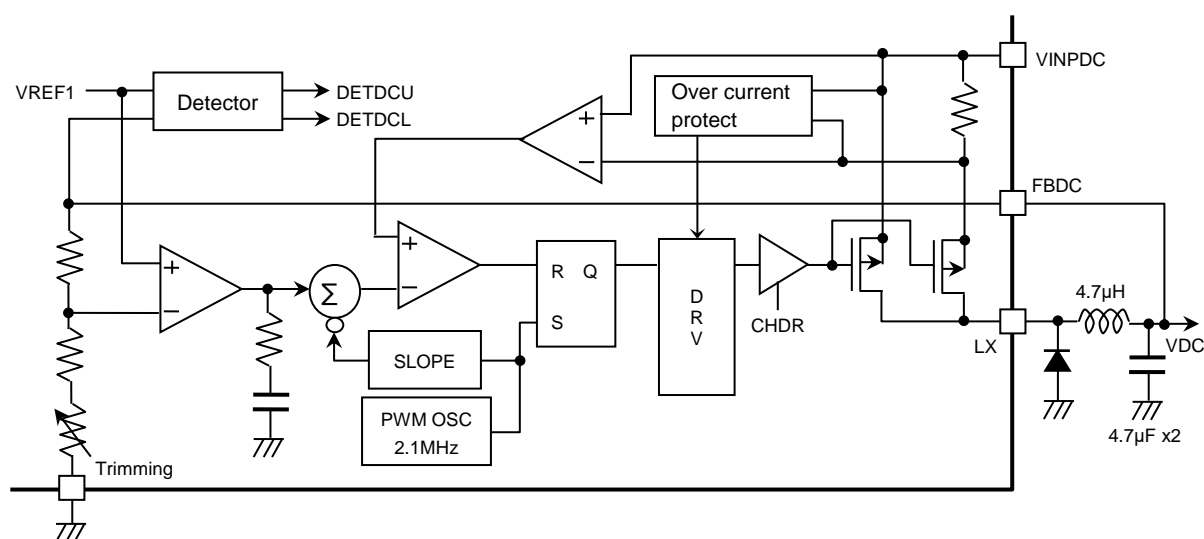 VINPDC
VREF1
Detector
DETDCU
DETDCL
Over current
protect
+
−
FBDC
+
−
Σ
+
−
R Q
S
D
R
V
CHDR
4.7µH
LX
VDC
SLOPE
PWM OSC
2.1MHz
4.7µF x2
Trimming